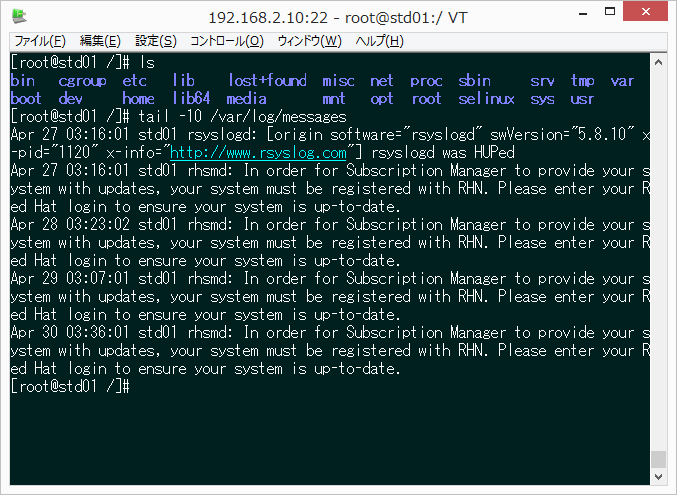 192.168.2.10:22 - root@std01:/ VT
ファイル(F) 編集(E) 設定(S) コントロール(O) ウィンドウ(W) ヘルプ(H)
[root@std01 /]# ls
bin cgroup etc lib lost+found misc net proc sbin srv tmp var
boot dev home lib64 media mnt opt root selinux sys usr
[root@std01 /]# tail -10 /var/log/messages
Apr 27 03:16:01 std01 rsyslogd: [origin software="rsyslogd" swVersion="5.8.10" x
-pid="1120" x-info="http://www.rsyslog.com"] rsyslogd was HUPed
Apr 27 03:16:01 std01 rhsmd: In order for Subscription Manager to provide your s
ystem with updates, your system must be registered with RHN. Please enter your R
ed Hat login to ensure your system is up-to-date.
Apr 28 03:23:02 std01 rhsmd: In order for Subscription Manager to provide your s
ystem with updates, your system must be registered with RHN. Please enter your R
ed Hat login to ensure your system is up-to-date.
Apr 29 03:07:01 std01 rhsmd: In order for Subscription Manager to provide your s
ystem with updates, your system must be registered with RHN. Please enter your R
ed Hat login to ensure your system is up-to-date.
Apr 30 03:36:01 std01 rhsmd: In order for Subscription Manager to provide your s
ystem with updates, your system must be registered with RHN. Please enter your R
ed Hat login to ensure your system is up-to-date.
[root@std01 /]#